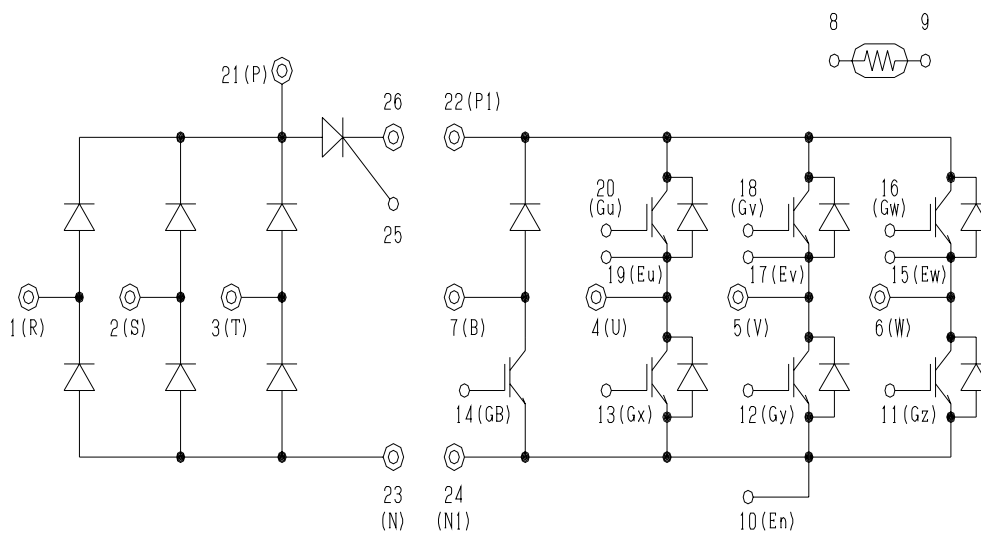 8 9
21(P)
26 22(P1)
20 18 16
(Gu) (Gv) (Gw)
25
19(Eu) 17(Ev) 15(Ew)
1(R) 2(S) 3(T) 7(B) 4(U) 5(V) 6(W)
14(GB) 13(Gx) 12(Gy) 11(Gz)
23 24
(N) (N1)
10(En)